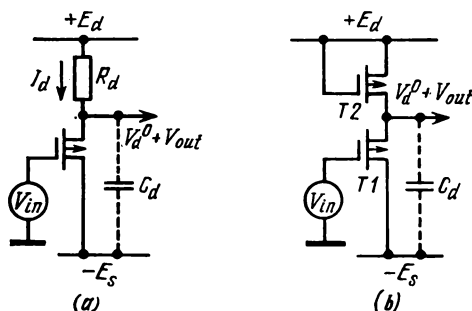 +E_d
I_d
R_d
V_d^0+V_out
V_in
C_d
-E_s
(a)
+E_d
T2
V_d^0+V_out
T1
V_in
C_d
-E_s
(b)